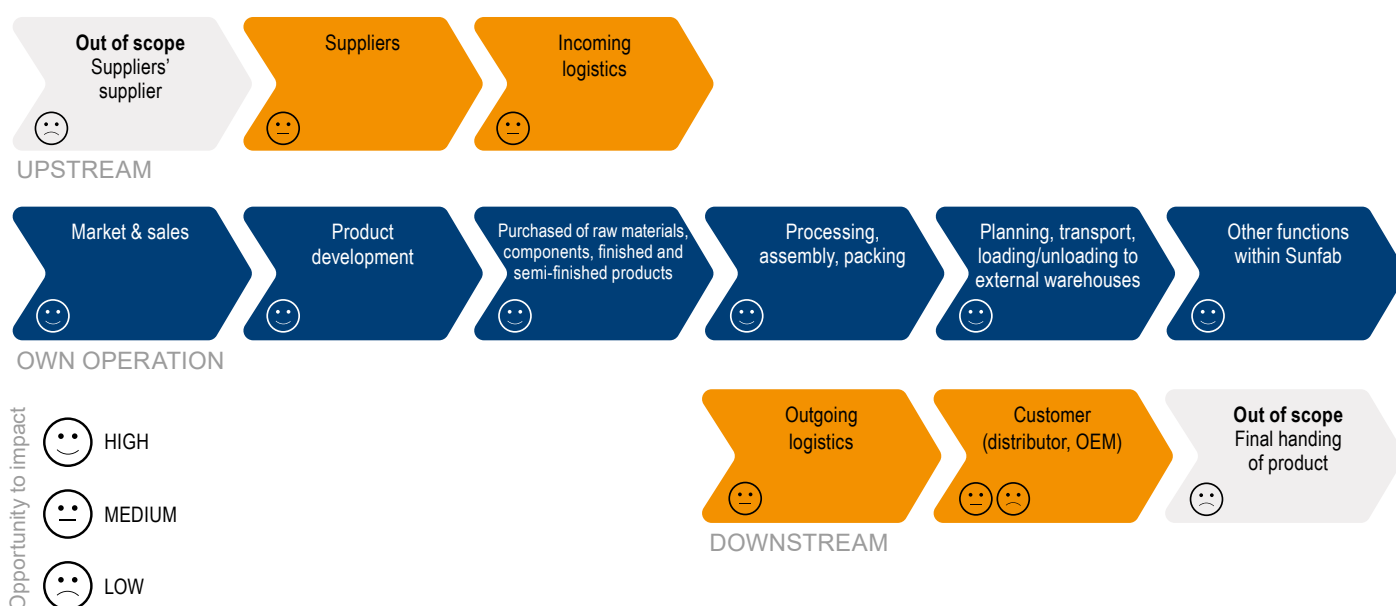 Out of scope
Suppliers'
supplier
Suppliers
Incoming
logistics
UPSTREAM
Market & sales
Product
development
Purchased of raw materials,
components, finished and
semi-finished products
Processing,
assembly, packing
Planning, transport,
loading/unloading to
external warehouses
Other functions
within Sunfab
OWN OPERATION
Outgoing
logistics
Customer
(distributor, OEM)
Out of scope
Final handing
of product
DOWNSTREAM
Opportunity to impact
HIGH
MEDIUM
LOW